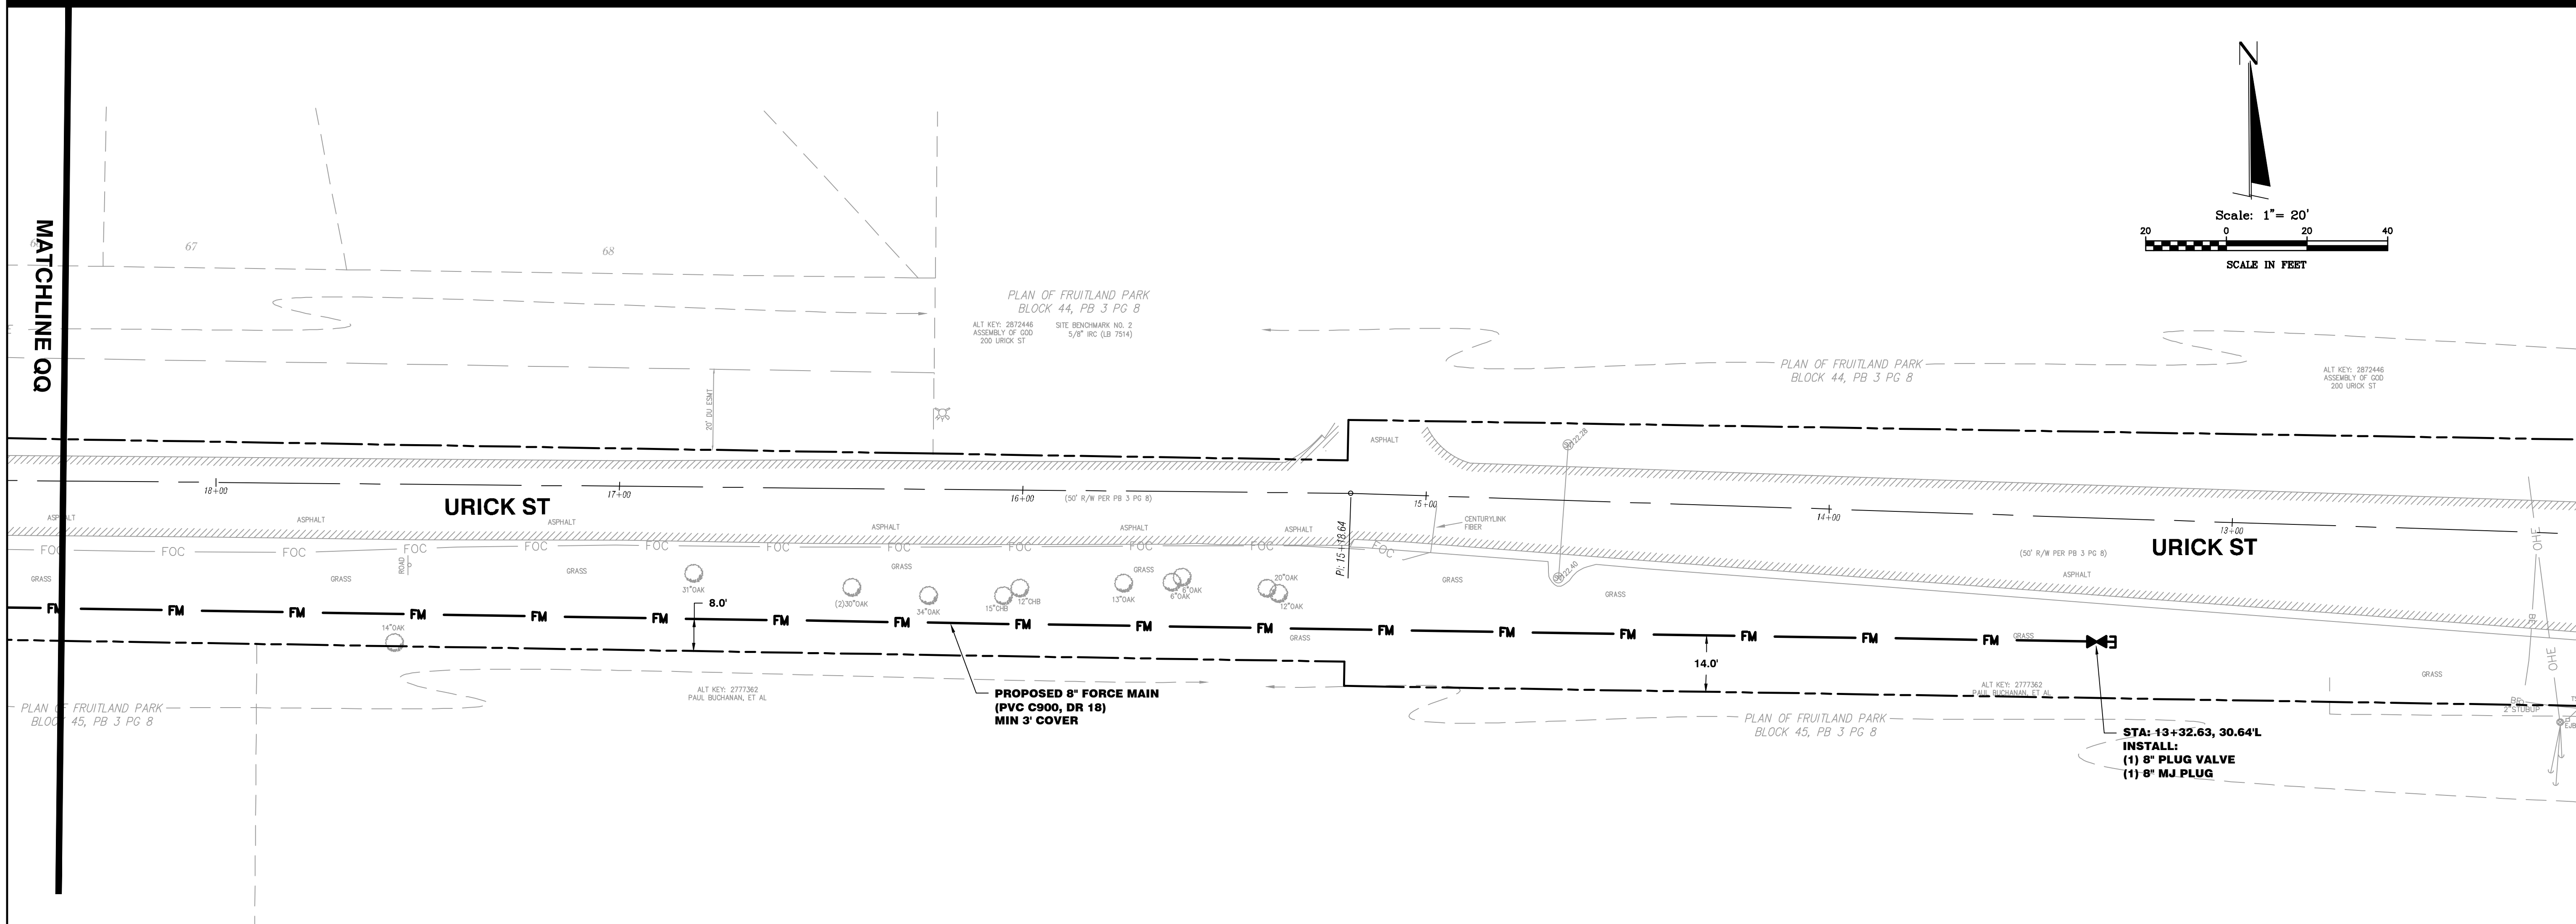 N
Scale: 1"= 20'
20 0 20 40
SCALE IN FEET
MATCHLINE QQ
67
68
PLAN OF FRUITLAND PARK
BLOCK 44, PB 3 PG 8
ALT KEY: 2872446
ASSEMBLY OF GOD
200 URICK ST
SITE BENCHMARK NO. 2
5/8" IRC (LB 7514)
PLAN OF FRUITLAND PARK
BLOCK 44, PB 3 PG 8
ALT KEY: 2872446
ASSEMBLY OF GOD
200 URICK ST
20' DU ESMT
ASPHALT
18+00
17+00
16+00
15+00
14+00
13+00
URICK ST
(50' R/W PER PB 3 PG 8)
PI: 15+18.64
CENTURYLINK
FIBER
URICK ST
(50' R/W PER PB 3 PG 8)
ASPHALT
ASPHALT
ASPHALT
ASPHALT
ASPHALT
ASPHALT
ASPHALT
FOC FOC FOC FOC FOC FOC FOC FOC FOC FOC FOC FOC
OHE
OHE
BE
ROAD
GRASS
GRASS
GRASS
GRASS
GRASS
GRASS
GRASS
GRASS
GRASS
GRASS
31"OAK
(2)30"OAK
34"OAK
15"CHB
12"CHB
13"OAK
6"OAK
6"OAK
20"OAK
12"OAK
14"OAK
FM FM FM FM FM FM FM FM FM FM FM FM FM FM FM FM FM
8.0'
14.0'
PROPOSED 8" FORCE MAIN
(PVC C900, DR 18)
MIN 3' COVER
ALT KEY: 2777362
PAUL BUCHANAN, ET AL
ALT KEY: 2777362
PAUL BUCHANAN, ET AL
PLAN OF FRUITLAND PARK
BLOCK 45, PB 3 PG 8
PLAN OF FRUITLAND PARK
BLOCK 45, PB 3 PG 8
STA: 13+32.63, 30.64'L
INSTALL:
(1) 8" PLUG VALVE
(1) 8" MJ PLUG
2" STUBUP